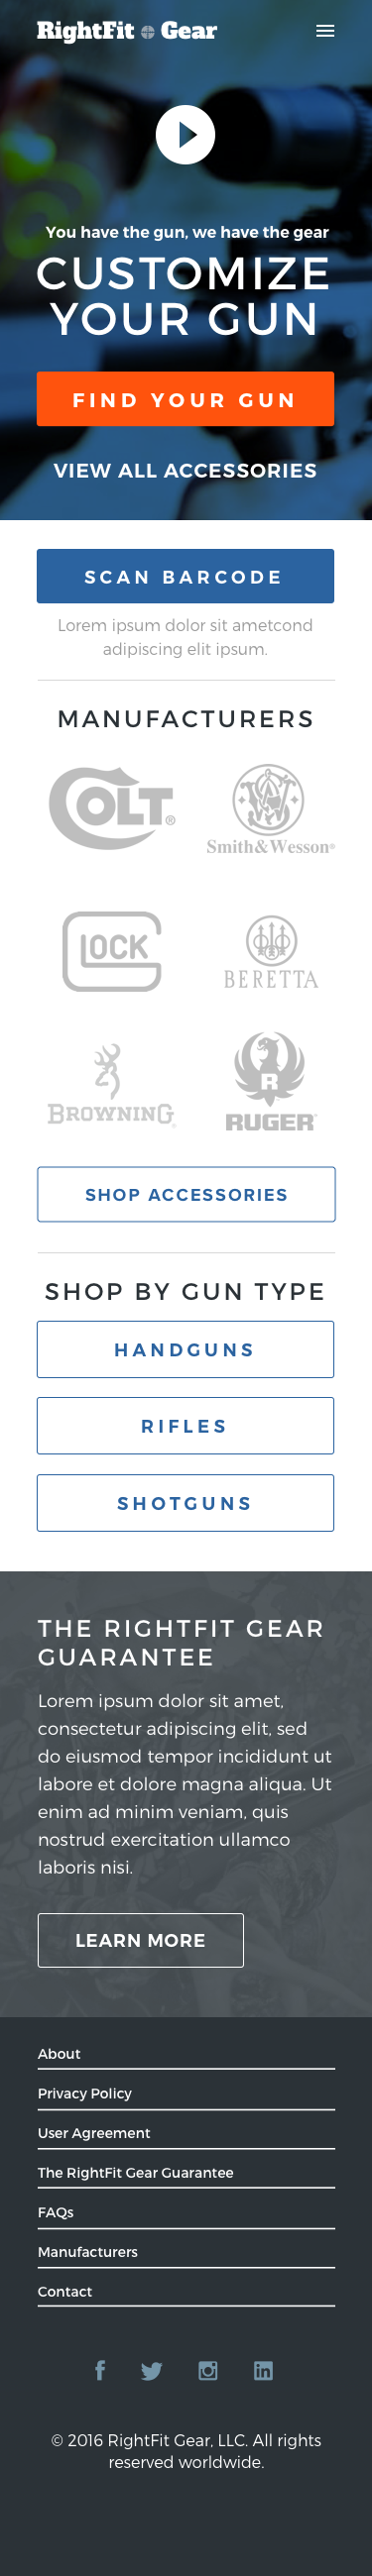 RightFit Gear
You have the gun, we have the gear
CUSTOMIZE
YOUR GUN
FIND YOUR GUN
VIEW ALL ACCESSORIES
SCAN BARCODE
Lorem ipsum dolor sit ametcond
adipiscing elit ipsum.
MANUFACTURERS
COLT®
Smith & Wesson®
GLOCK
BERETTA
BROWNING
R
RUGER
SHOP ACCESSORIES
SHOP BY GUN TYPE
HANDGUNS
RIFLES
SHOTGUNS
THE RIGHTFIT GEAR
GUARANTEE
Lorem ipsum dolor sit amet,
consectetur adipiscing elit, sed
do eiusmod tempor incididunt ut
labore et dolore magna aliqua. Ut
enim ad minim veniam, quis
nostrud exercitation ullamco
laboris nisi.
LEARN MORE
About
Privacy Policy
User Agreement
The RightFit Gear Guarantee
FAQs
Manufacturers
Contact
© 2016 RightFit Gear, LLC. All rights
reserved worldwide.